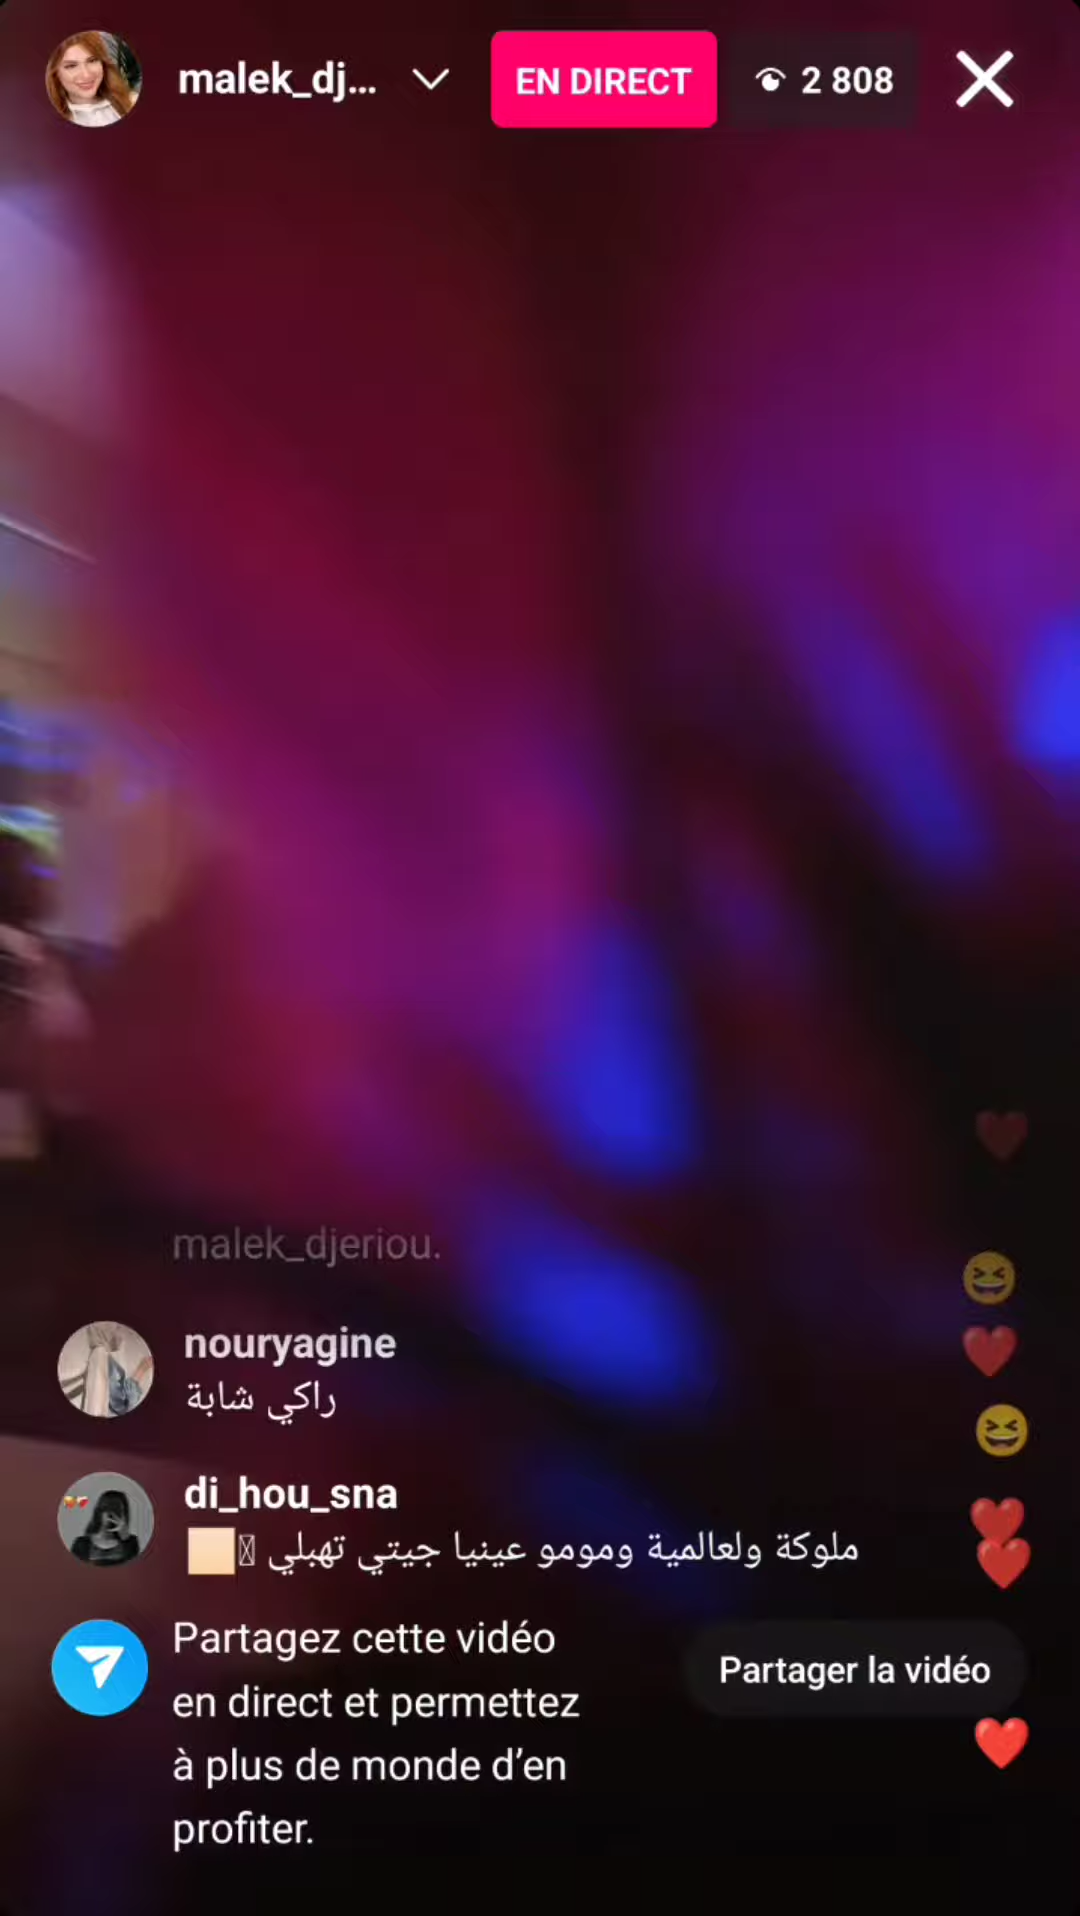 malek_dj...
EN DIRECT
2 808
malek_djeriou.
nouryagine
راكي شابة
di_hou_sna
ملوكة ولعالمية ومومو عينيا جيتي تهبلي
Partagez cette vidéo
en direct et permettez
à plus de monde d’en
profiter.
Partager la vidéo